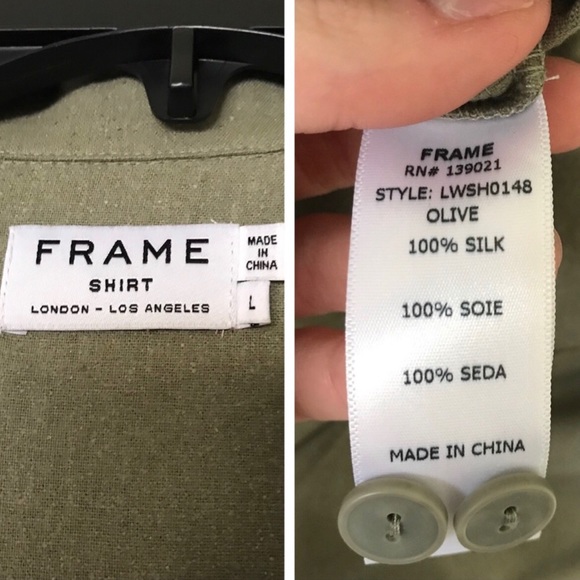 FRAME
SHIRT
LONDON - LOS ANGELES
MADE
IN
CHINA
L
FRAME
RN# 139021
STYLE: LWSH0148
OLIVE
100% SILK
100% SOIE
100% SEDA
MADE IN CHINA